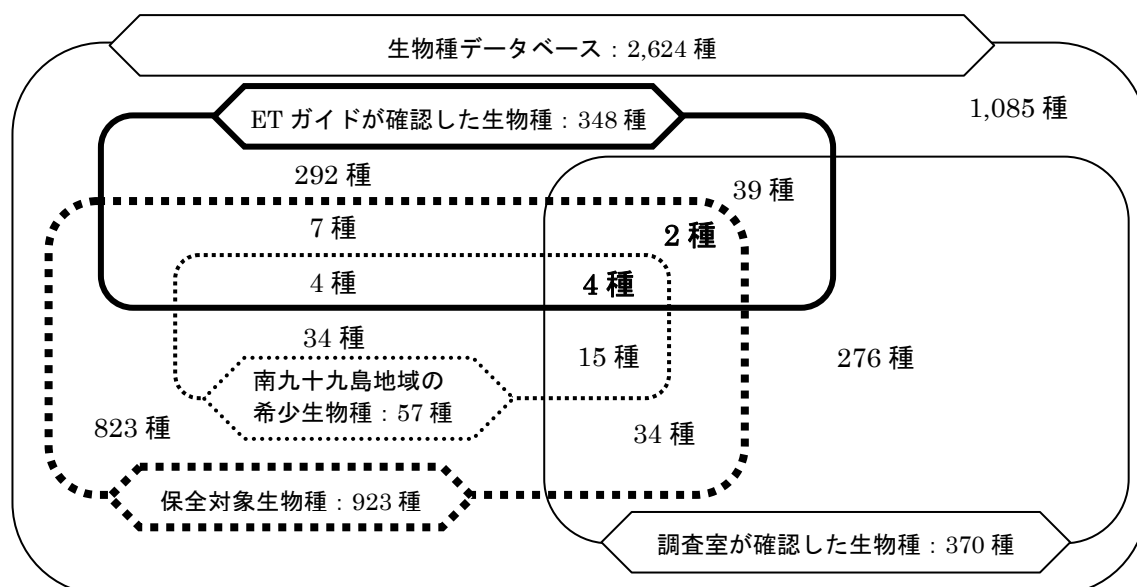 生物種データベース：2,624 種
1,085 種
ET ガイドが確認した生物種：348 種
292 種
39 種
7 種
2 種
4 種
4 種
34 種
15 種
276 種
南九十九島地域の
希少生物種：57 種
823 種
34 種
保全対象生物種：923 種
調査室が確認した生物種：370 種